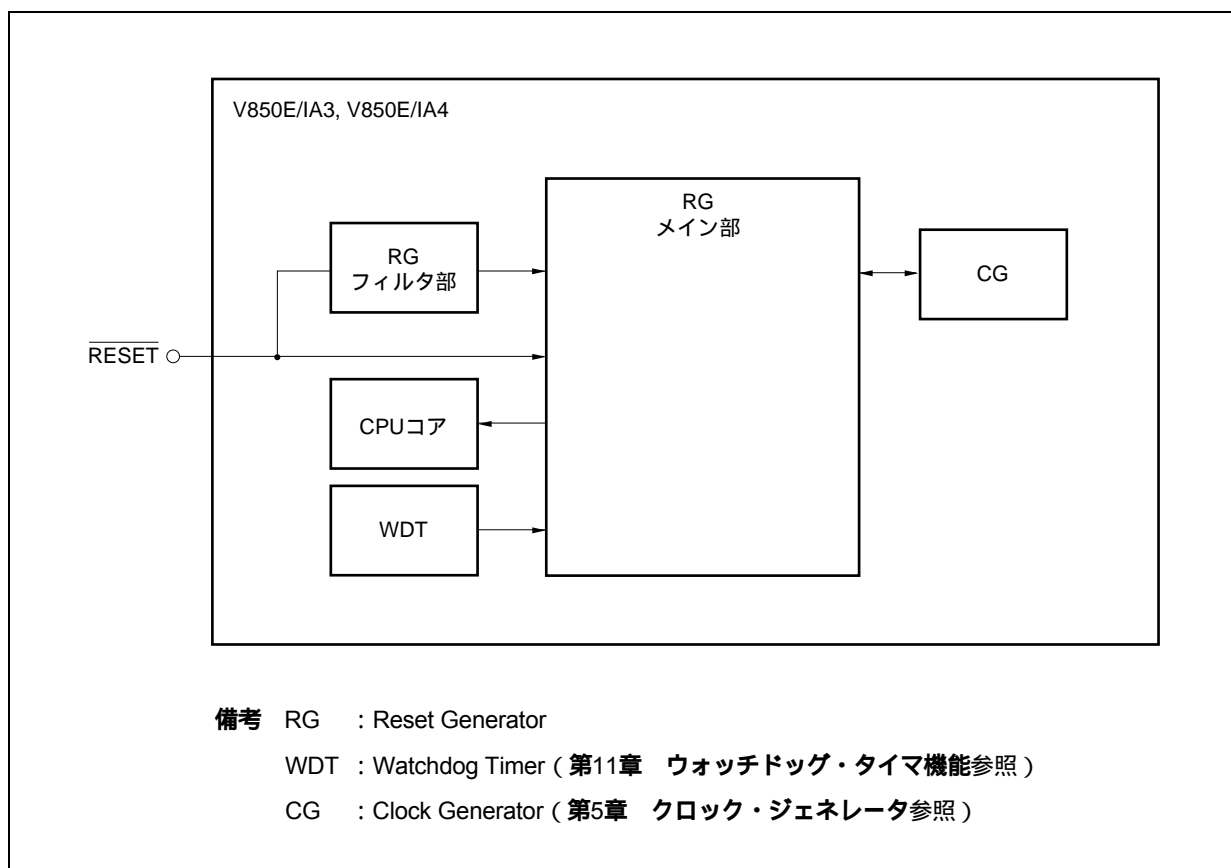 V850E/IA3, V850E/IA4
RG
メイン部
RG
フィルタ部
CG
RESET
CPUコア
WDT
備考 RG : Reset Generator
WDT : Watchdog Timer(第11章 ウォッチドッグ・タイマ機能参照)
CG : Clock Generator(第5章 クロック・ジェネレータ参照)